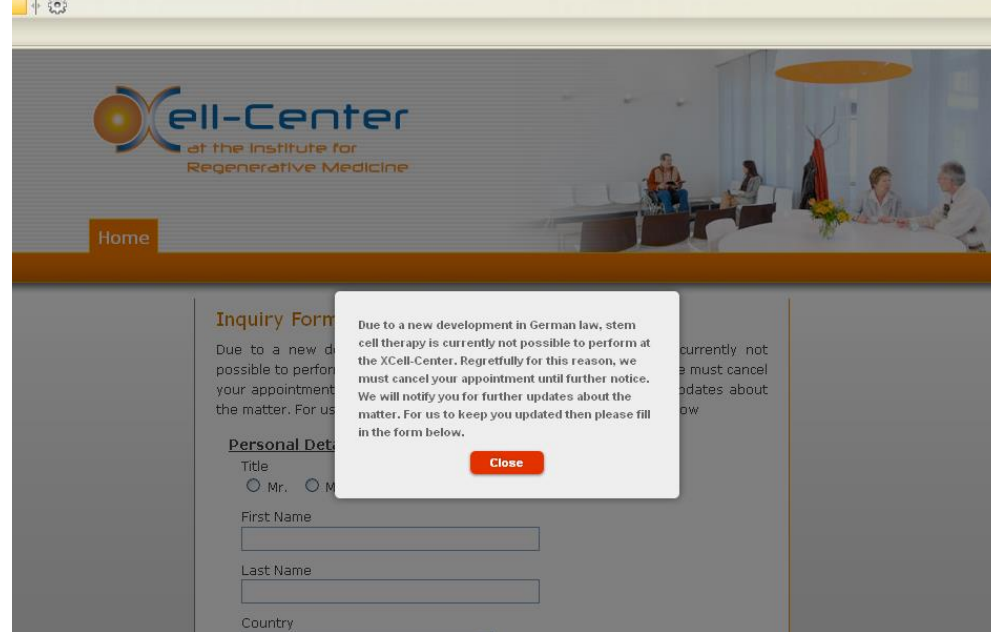 Xcell-Center
at the Institute for
Regenerative Medicine
Home
Inquiry Form
Due to a new d
currently not
possible to perfor
e must cancel
your appointment
pdates about
the matter. For us
ow
Due to a new development in German law, stem
cell therapy is currently not possible to perform at
the XCell-Center. Regretfully for this reason, we
must cancel your appointment until further notice.
We will notify you for further updates about the
matter. For us to keep you updated then please fill
in the form below.
Close
Personal Deta
Title
Mr. M
First Name
Last Name
Country